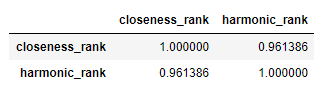 closeness_rank harmonic_rank
closeness_rank 1.000000 0.961386
harmonic_rank 0.961386 1.000000